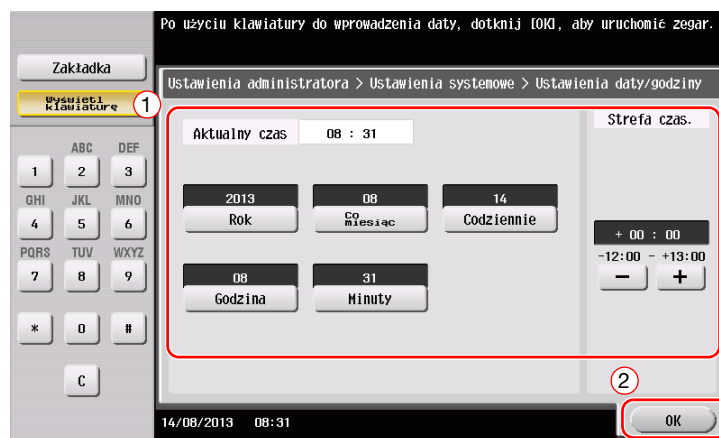 Po użyciu klawiatury do wprowadzenia daty, dotknij [OK], aby uruchomić zegar.
Zakładka
Wyświetl
klawiaturę
1
Ustawienia administratora > Ustawienia systemowe > Ustawienia daty/godziny
Aktualny czas 08 : 31
Strefa czas.
ABC DEF
1 2 3
GHI JKL MNO
4 5 6
PQRS TUV WXYZ
7 8 9
* 0 #
C
2013 08 14
Rok Co miesiąc Codziennie
08 31
Godzina Minuty
+ 00 : 00
-12:00 - +13:00
− +
2
OK
14/08/2013 08:31